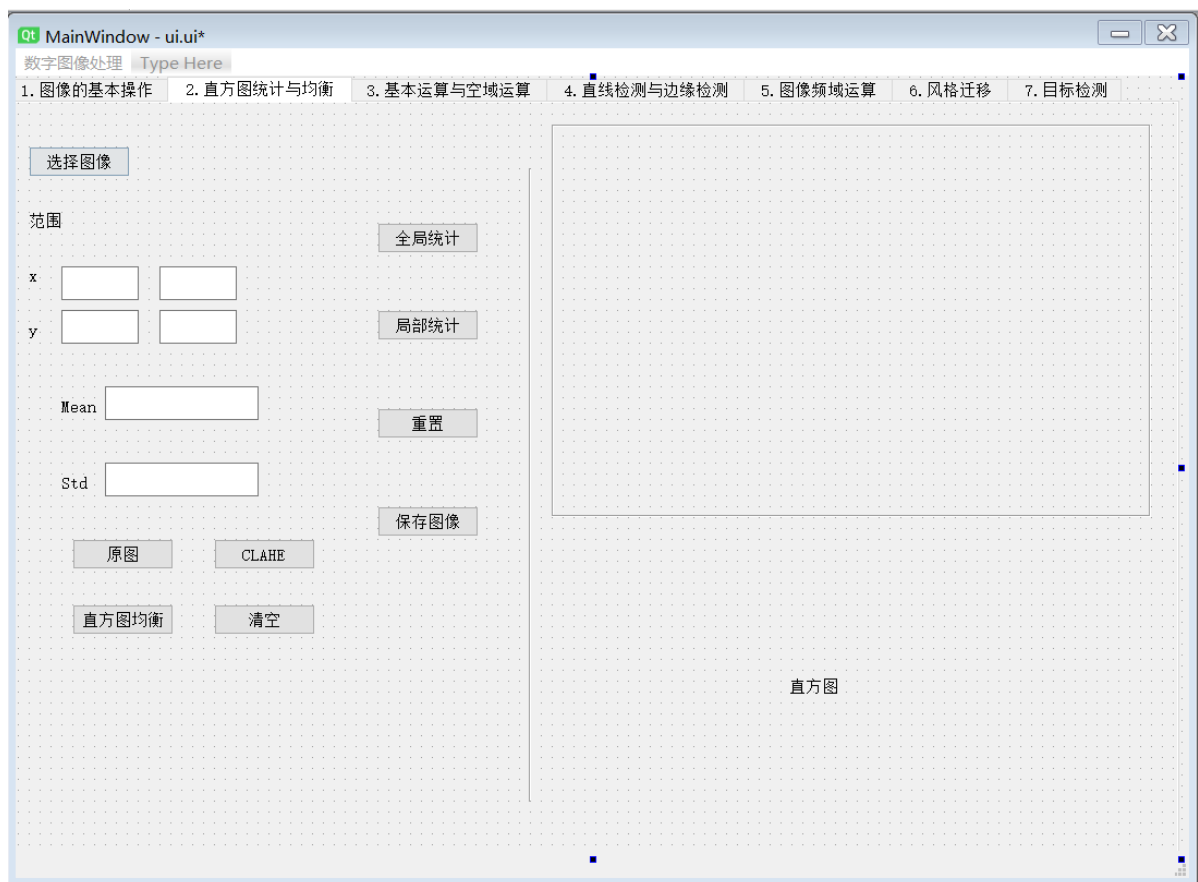 Qt MainWindow - ui.ui*
数字图像处理 Type Here
1. 图像的基本操作 2. 直方图统计与均衡 3. 基本运算与空域运算 4. 直线检测与边缘检测 5. 图像频域运算 6. 风格迁移 7. 目标检测
选择图像
范围
全局统计
x
局部统计
y
Mean
重置
Std
保存图像
原图 CLAHE
直方图均衡 清空
直方图